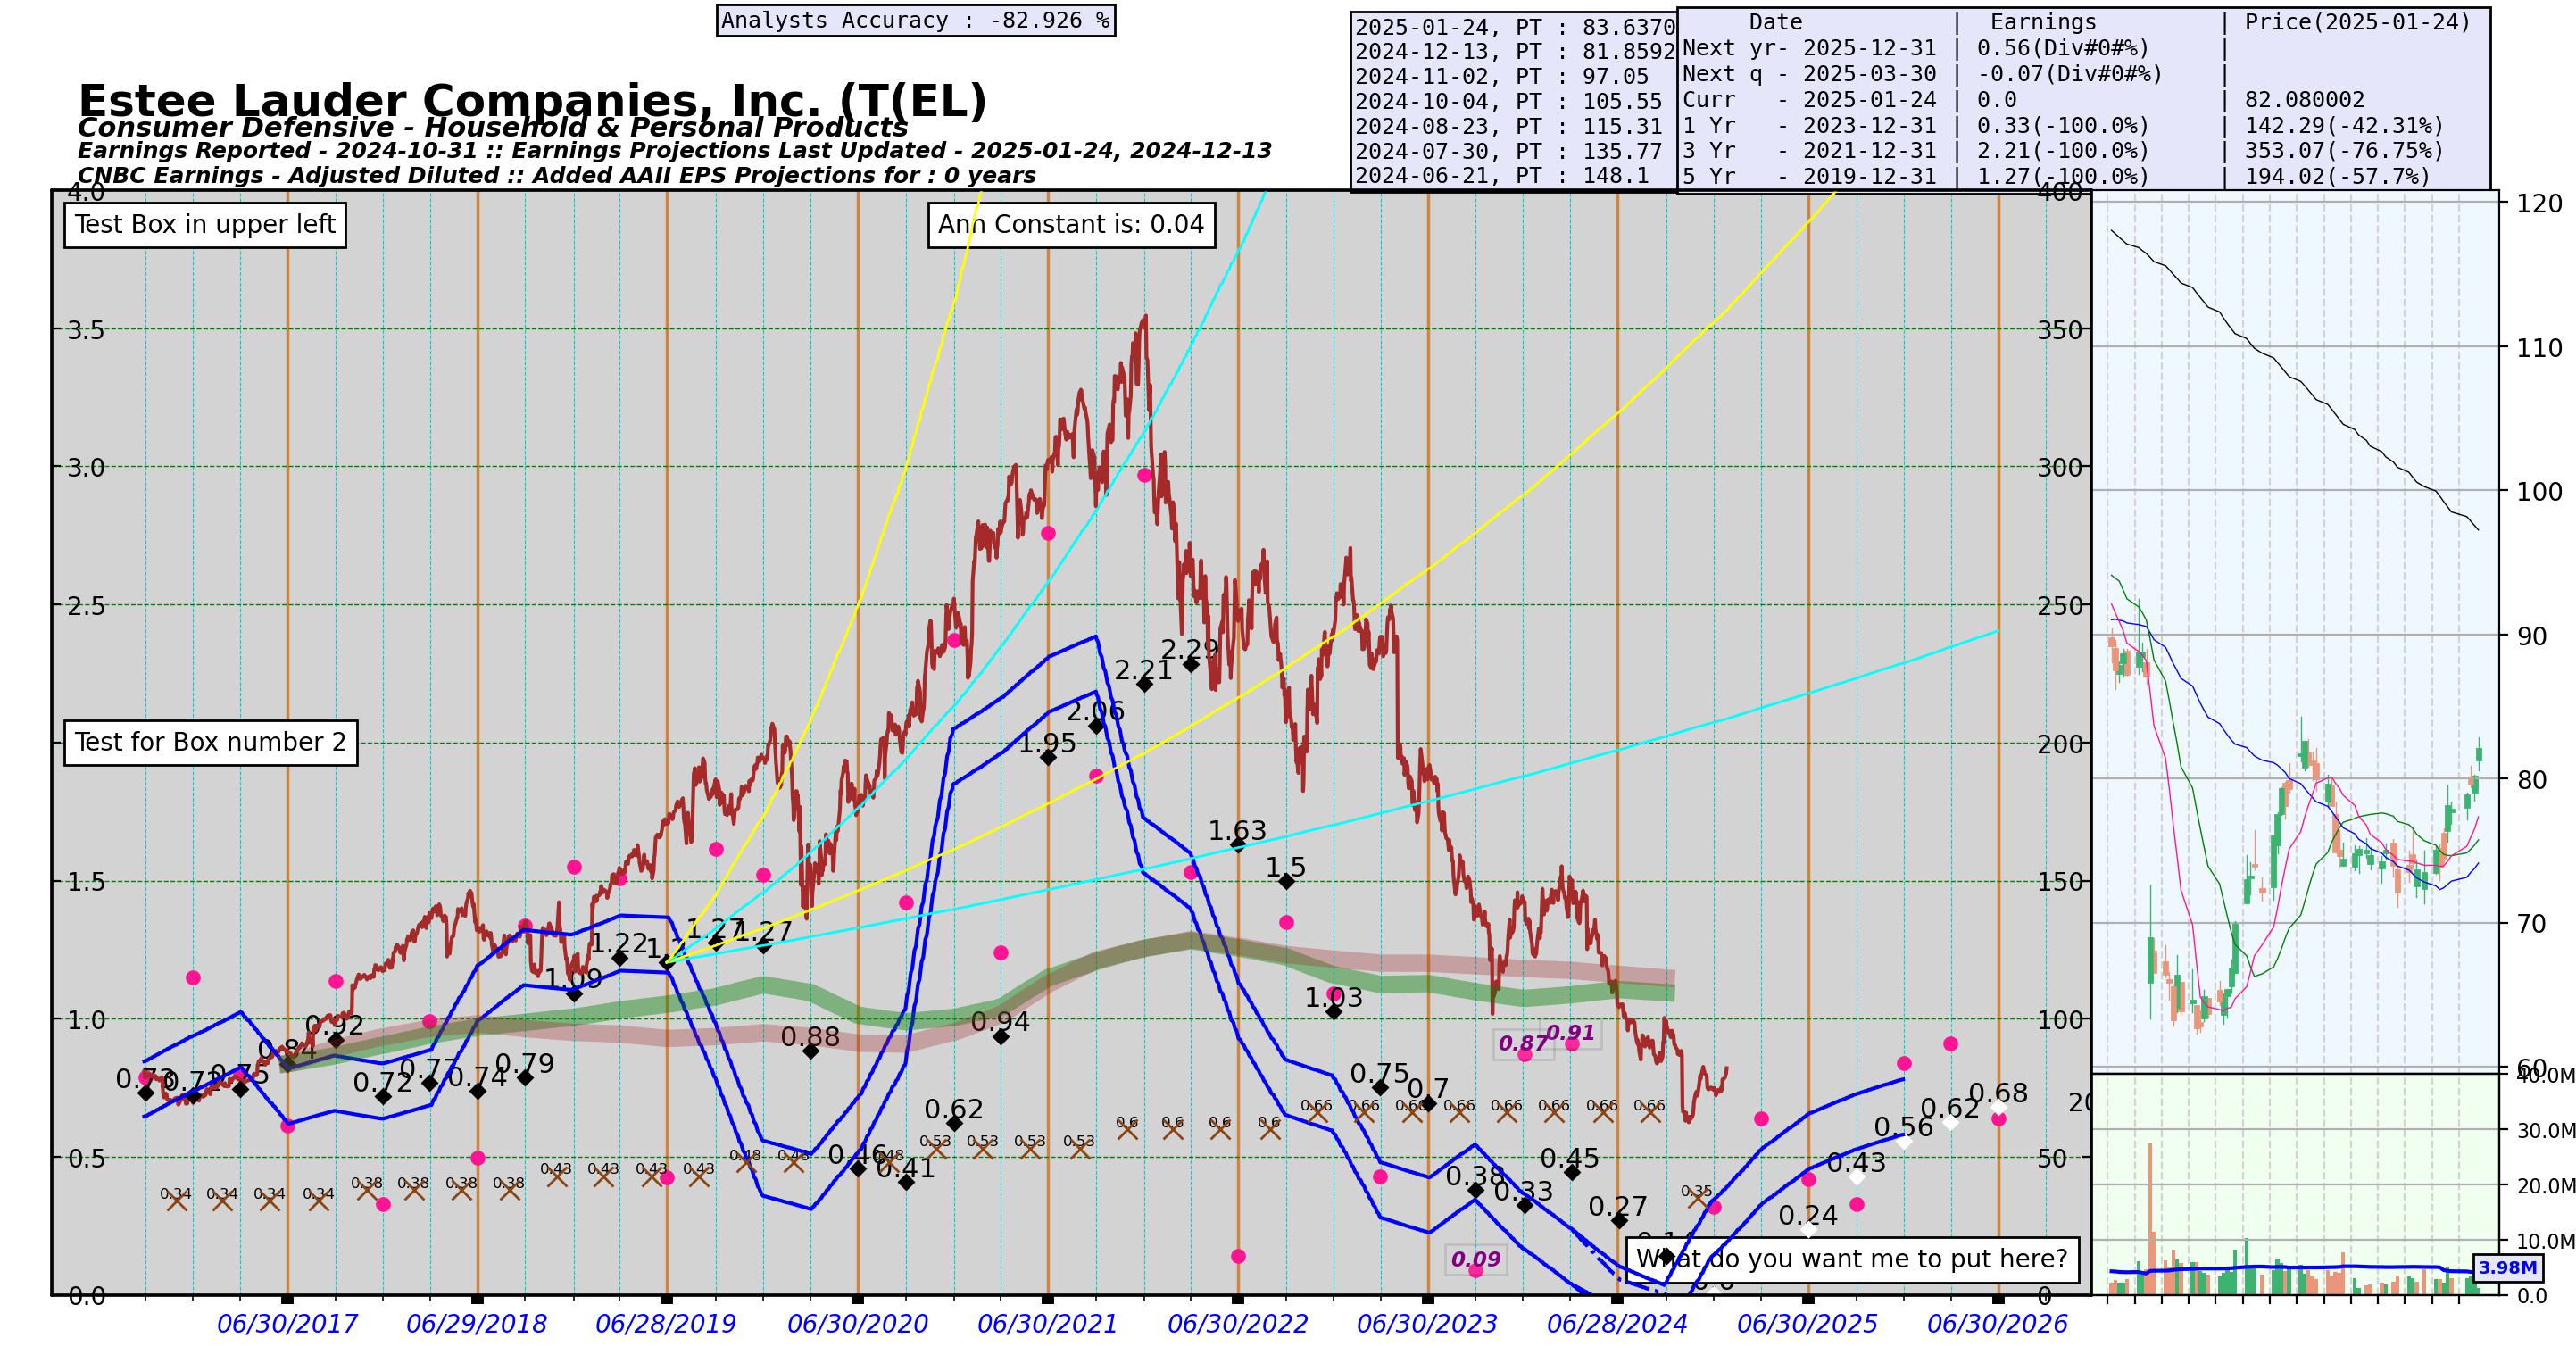 Analysts Accuracy : -82.926 %
2025-01-24, PT : 83.6370
2024-12-13, PT : 81.8592
2024-11-02, PT : 97.05
2024-10-04, PT : 105.55
2024-08-23, PT : 115.31
2024-07-30, PT : 135.77
2024-06-21, PT : 148.1
Date | Earnings | Price(2025-01-24)
Next yr- 2025-12-31 | 0.56(Div#0#%) |
Next q - 2025-03-30 | -0.07(Div#0#%) |
Curr - 2025-01-24 | 0.0 | 82.080002
1 Yr - 2023-12-31 | 0.33(-100.0%) | 142.29(-42.31%)
3 Yr - 2021-12-31 | 2.21(-100.0%) | 353.07(-76.75%)
5 Yr - 2019-12-31 | 1.27(-100.0%) | 194.02(-57.7%)
Estee Lauder Companies, Inc. (T(EL)
Consumer Defensive - Household & Personal Products
Earnings Reported - 2024-10-31 :: Earnings Projections Last Updated - 2025-01-24, 2024-12-13
CNBC Earnings - Adjusted Diluted :: Added AAII EPS Projections for : 0 years
4.0
400
120
Test Box in upper left
Ann Constant is: 0.04
3.5
350
110
3.0
300
100
2.5
250
90
2.29
2.21
2.06
1.95
Test for Box number 2
200
80
1.63
1.5
1.5
150
70
1.27
1.27
1.22
1.09
1.03
1.0
100
60
0.92
0.84
0.73
0.75
0.72
0.77
0.74
0.79
0.88
0.94
0.87
0.91
0.75
0.7
0.62
0.46
0.41
0.34 0.34 0.34 0.34 0.38 0.38 0.38 0.38 0.43 0.43 0.43 0.43 0.48 0.48 0.48 0.53 0.53 0.53 0.53 0.6 0.6 0.6 0.6 0.66 0.66 0.66 0.66 0.66 0.66 0.66 0.66 0.35
0.38
0.33
0.45
0.27
0.09
0.24
0.43
0.56
0.62
0.68
0.5
50
What do you want me to put here?
0.0
0
40.0M
30.0M
20.0M
10.0M
3.98M
0.0
06/30/2017 06/29/2018 06/28/2019 06/30/2020 06/30/2021 06/30/2022 06/30/2023 06/28/2024 06/30/2025 06/30/2026